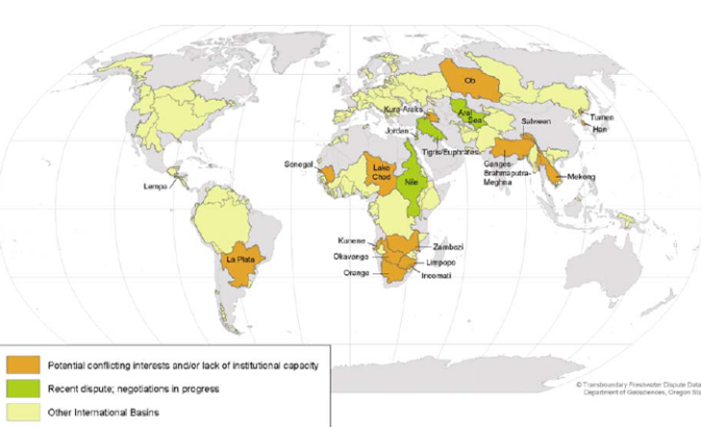 Ob
Kura-Araks
Aral
Sea
Jordan
Tumen
Han
Salween
Tigris/Euphrates
Senegal
Lake
Chad
Nile
Ganges-
Brahmaputra-
Meghna
Mekong
Lempa
Kunene
Zambezi
Okavango
Limpopo
La Plata
Orange
Incomati
Potential conflicting interests and/or lack of institutional capacity
Recent dispute; negotiations in progress
Other International Basins
© Transboundary Freshwater Dispute Data
Department of Geosciences, Oregon Sta